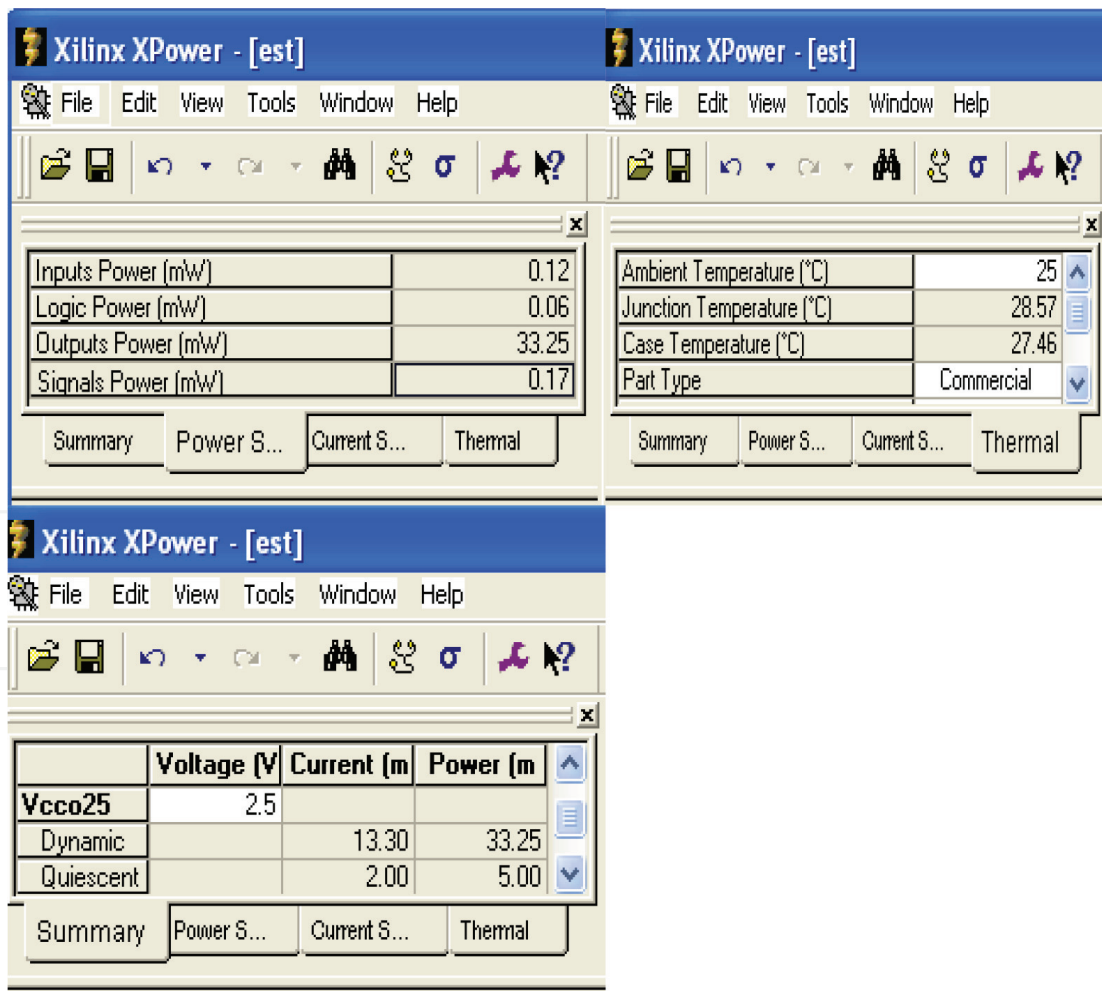 Xilinx XPower - [est]
File Edit View Tools Window Help
Inputs Power (mW) 0.12
Logic Power (mW) 0.06
Outputs Power (mW) 33.25
Signals Power (mW) 0.17
Summary Power S... Current S... Thermal
Xilinx XPower - [est]
File Edit View Tools Window Help
Ambient Temperature (°C) 25
Junction Temperature (°C) 28.57
Case Temperature (°C) 27.46
Part Type Commercial
Summary Power S... Current S... Thermal
Xilinx XPower - [est]
File Edit View Tools Window Help
Voltage (V Current (m Power (m
Vcco25 2.5
Dynamic 13.30 33.25
Quiescent 2.00 5.00
Summary Power S... Current S... Thermal